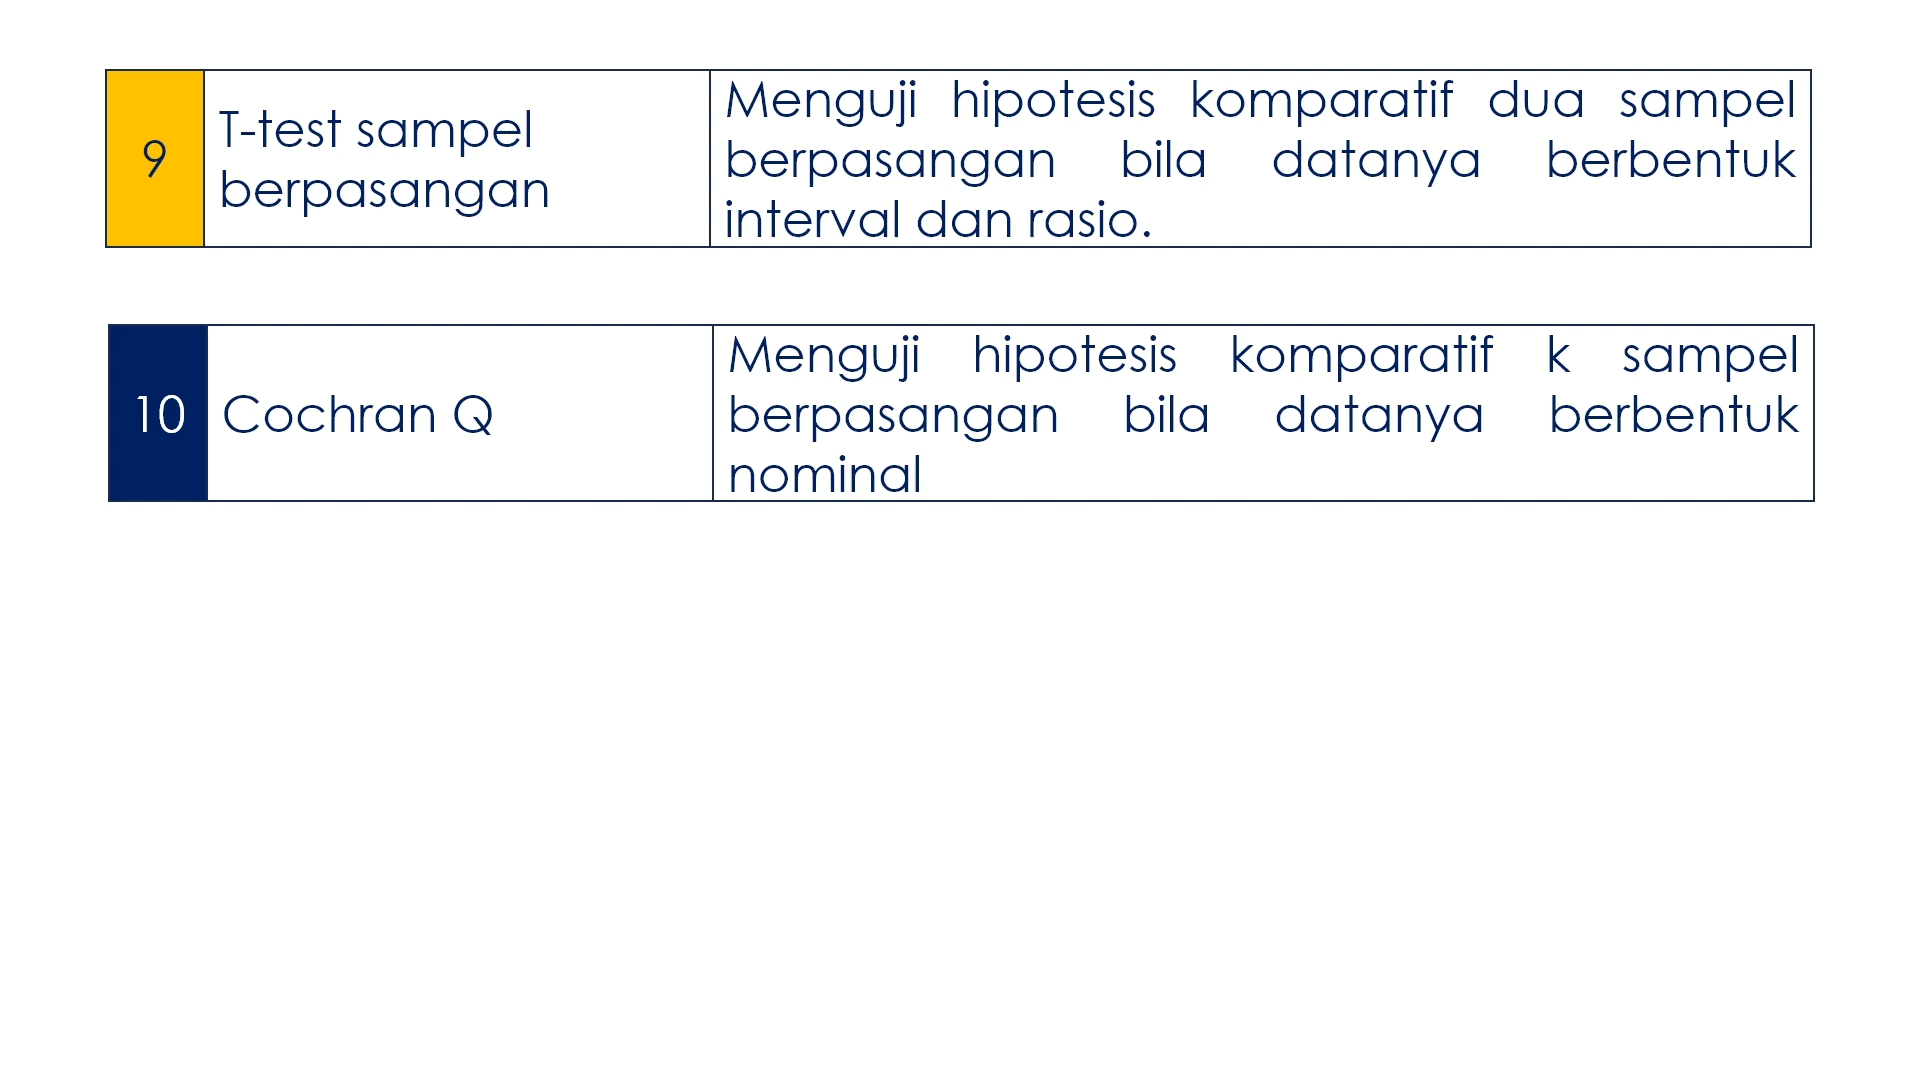 9
T-test sampel
berpasangan
Menguji hipotesis komparatif dua sampel
berpasangan bila datanya berbentuk
interval dan rasio.
10
Cochran Q
Menguji hipotesis komparatif k sampel
berpasangan bila datanya berbentuk
nominal